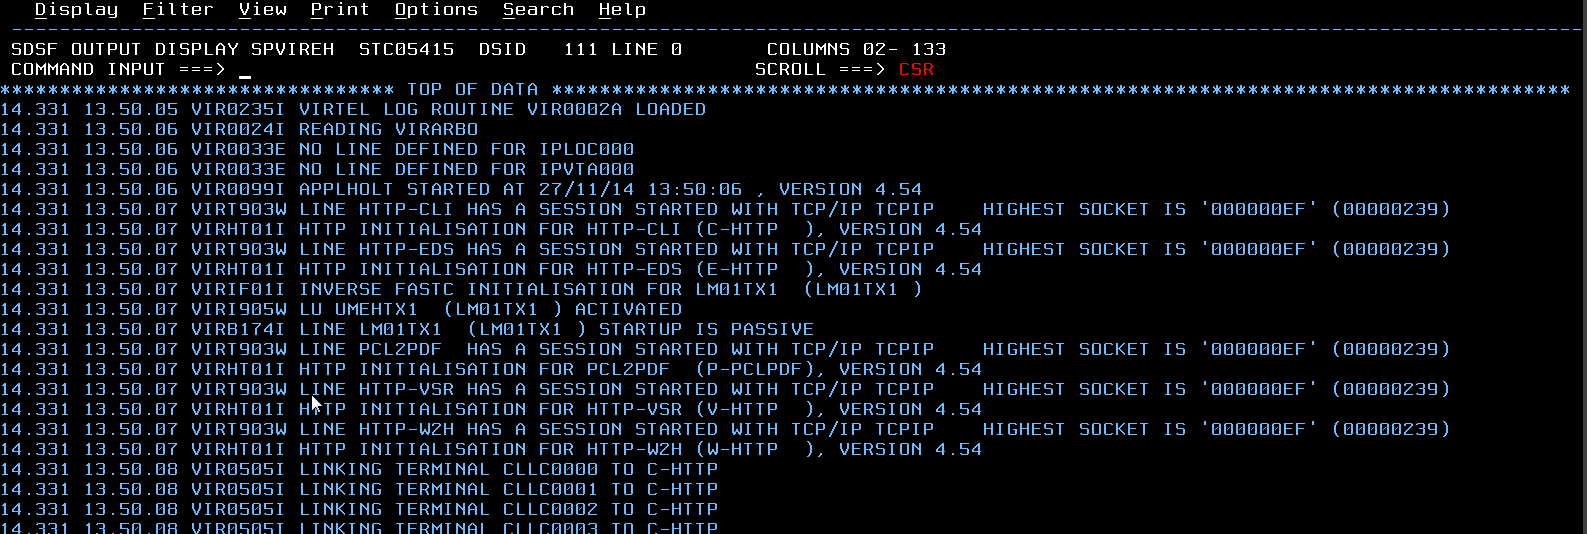 Display Filter View Print Options Search Help
SDSF OUTPUT DISPLAY SPVIREH STC05415 DSID 111 LINE 0 COLUMNS 02- 133
COMMAND INPUT ===> _ SCROLL ===> CSR
********************************* TOP OF DATA *************************************************************************************
14.331 13.50.05 VIR0235I VIRTEL LOG ROUTINE VIR0002A LOADED
14.331 13.50.06 VIR0024I READING VIRARBO
14.331 13.50.06 VIR0033E NO LINE DEFINED FOR IPLOC000
14.331 13.50.06 VIR0033E NO LINE DEFINED FOR IPVTA000
14.331 13.50.06 VIR0099I APPLHOLT STARTED AT 27/11/14 13:50:06 , VERSION 4.54
14.331 13.50.07 VIRT903W LINE HTTP-CLI HAS A SESSION STARTED WITH TCP/IP TCPIP    HIGHEST SOCKET IS '000000EF' (00000239)
14.331 13.50.07 VIRHT01I HTTP INITIALISATION FOR HTTP-CLI (C-HTTP  ), VERSION 4.54
14.331 13.50.07 VIRT903W LINE HTTP-EDS HAS A SESSION STARTED WITH TCP/IP TCPIP    HIGHEST SOCKET IS '000000EF' (00000239)
14.331 13.50.07 VIRHT01I HTTP INITIALISATION FOR HTTP-EDS (E-HTTP  ), VERSION 4.54
14.331 13.50.07 VIRIF01I INVERSE FASTC INITIALISATION FOR LM01TX1  (LM01TX1 )
14.331 13.50.07 VIRI905W LU UMEHTX1  (LM01TX1 ) ACTIVATED
14.331 13.50.07 VIRB174I LINE LM01TX1  (LM01TX1 ) STARTUP IS PASSIVE
14.331 13.50.07 VIRT903W LINE PCL2PDF  HAS A SESSION STARTED WITH TCP/IP TCPIP    HIGHEST SOCKET IS '000000EF' (00000239)
14.331 13.50.07 VIRHT01I HTTP INITIALISATION FOR PCL2PDF  (P-PCLPDF), VERSION 4.54
14.331 13.50.07 VIRT903W LINE HTTP-VSR HAS A SESSION STARTED WITH TCP/IP TCPIP    HIGHEST SOCKET IS '000000EF' (00000239)
14.331 13.50.07 VIRHT01I HTTP INITIALISATION FOR HTTP-VSR (V-HTTP  ), VERSION 4.54
14.331 13.50.07 VIRT903W LINE HTTP-W2H HAS A SESSION STARTED WITH TCP/IP TCPIP    HIGHEST SOCKET IS '000000EF' (00000239)
14.331 13.50.07 VIRHT01I HTTP INITIALISATION FOR HTTP-W2H (W-HTTP  ), VERSION 4.54
14.331 13.50.08 VIR0505I LINKING TERMINAL CLLC0000 TO C-HTTP
14.331 13.50.08 VIR0505I LINKING TERMINAL CLLC0001 TO C-HTTP
14.331 13.50.08 VIR0505I LINKING TERMINAL CLLC0002 TO C-HTTP
14.331 13.50.08 VIR0505I LINKING TERMINAL CLLC0003 TO C-HTTP